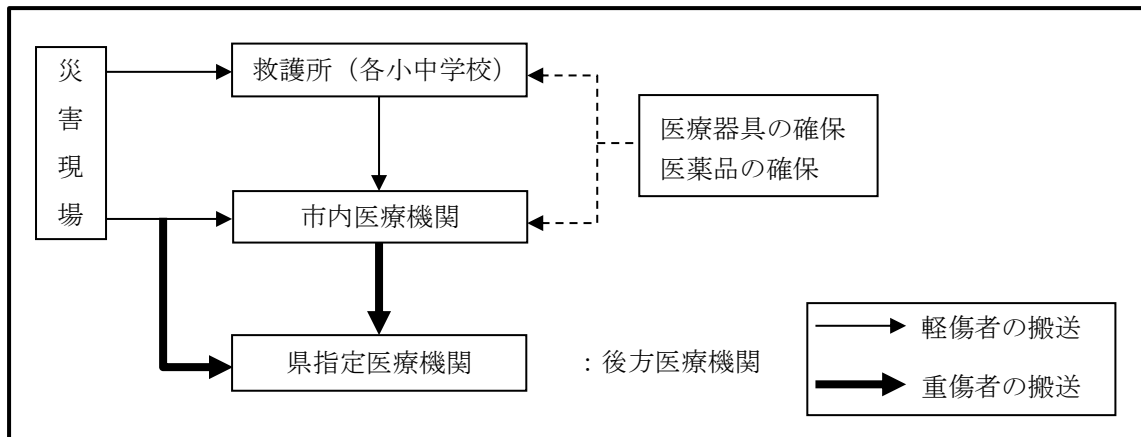 災害現場
救護所（各小中学校）
医療器具の確保
医薬品の確保
市内医療機関
県指定医療機関
：後方医療機関
軽傷者の搬送
重傷者の搬送